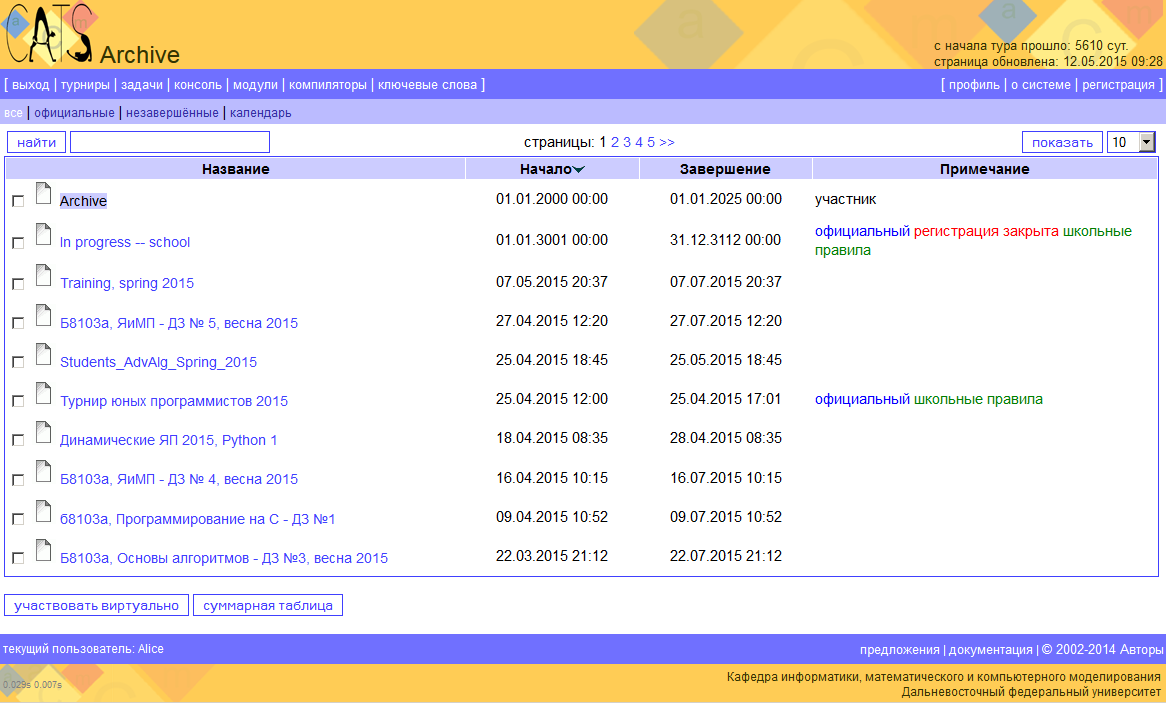 CATS Archive
с начала тура прошло: 5610 сут.
страница обновлена: 12.05.2015 09:28
[ выход | турниры | задачи | консоль | модули | компиляторы | ключевые слова ] [ профиль | о системе | регистрация ]
все | официальные | незавершённые | календарь
найти страницы: 1 2 3 4 5 >> показать 10
Название Начало Завершение Примечание
Archive 01.01.2000 00:00 01.01.2025 00:00 участник
In progress -- school 01.01.3001 00:00 31.12.3112 00:00 официальный регистрация закрыта школьные
правила
Training, spring 2015 07.05.2015 20:37 07.07.2015 20:37
Б8103а, ЯиМП - ДЗ № 5, весна 2015 27.04.2015 12:20 27.07.2015 12:20
Students_AdvAlg_Spring_2015 25.04.2015 18:45 25.05.2015 18:45
Турнир юных программистов 2015 25.04.2015 12:00 25.04.2015 17:01 официальный школьные правила
Динамические ЯП 2015, Python 1 18.04.2015 08:35 28.04.2015 08:35
Б8103а, ЯиМП - ДЗ № 4, весна 2015 16.04.2015 10:15 16.07.2015 10:15
б8103а, Программирование на С - ДЗ №1 09.04.2015 10:52 09.07.2015 10:52
Б8103а, Основы алгоритмов - ДЗ №3, весна 2015 22.03.2015 21:12 22.07.2015 21:12
участвовать виртуально суммарная таблица
текущий пользователь: Alice предложения | документация | © 2002-2014 Авторы
0.029s 0.007s Кафедра информатики, математического и компьютерного моделирования
Дальневосточный федеральный университет